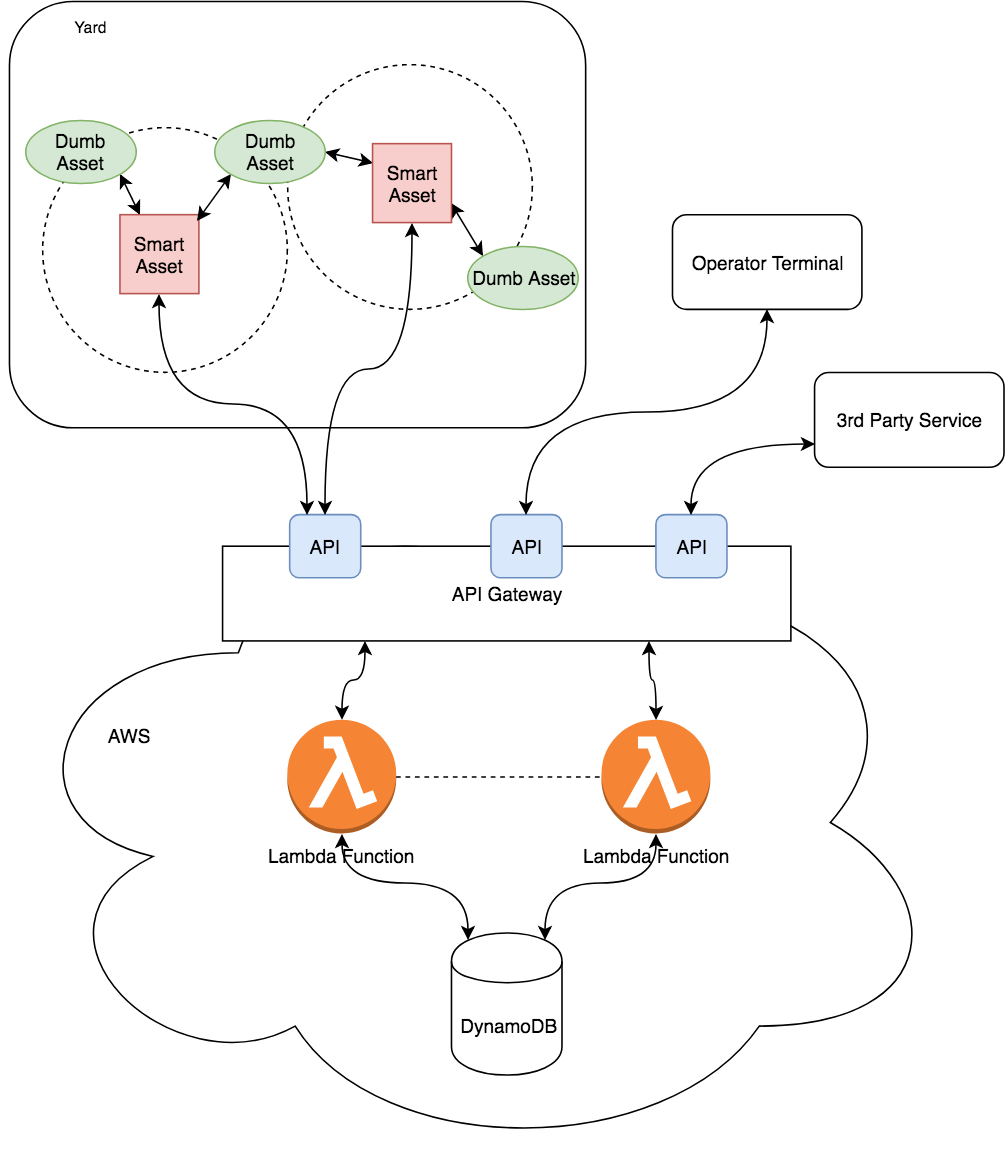 Yard
Dumb
Asset
Dumb
Asset
Smart
Asset
Smart
Asset
Dumb Asset
Operator Terminal
3rd Party Service
API
API
API
API Gateway
AWS
Lambda Function
Lambda Function
DynamoDB